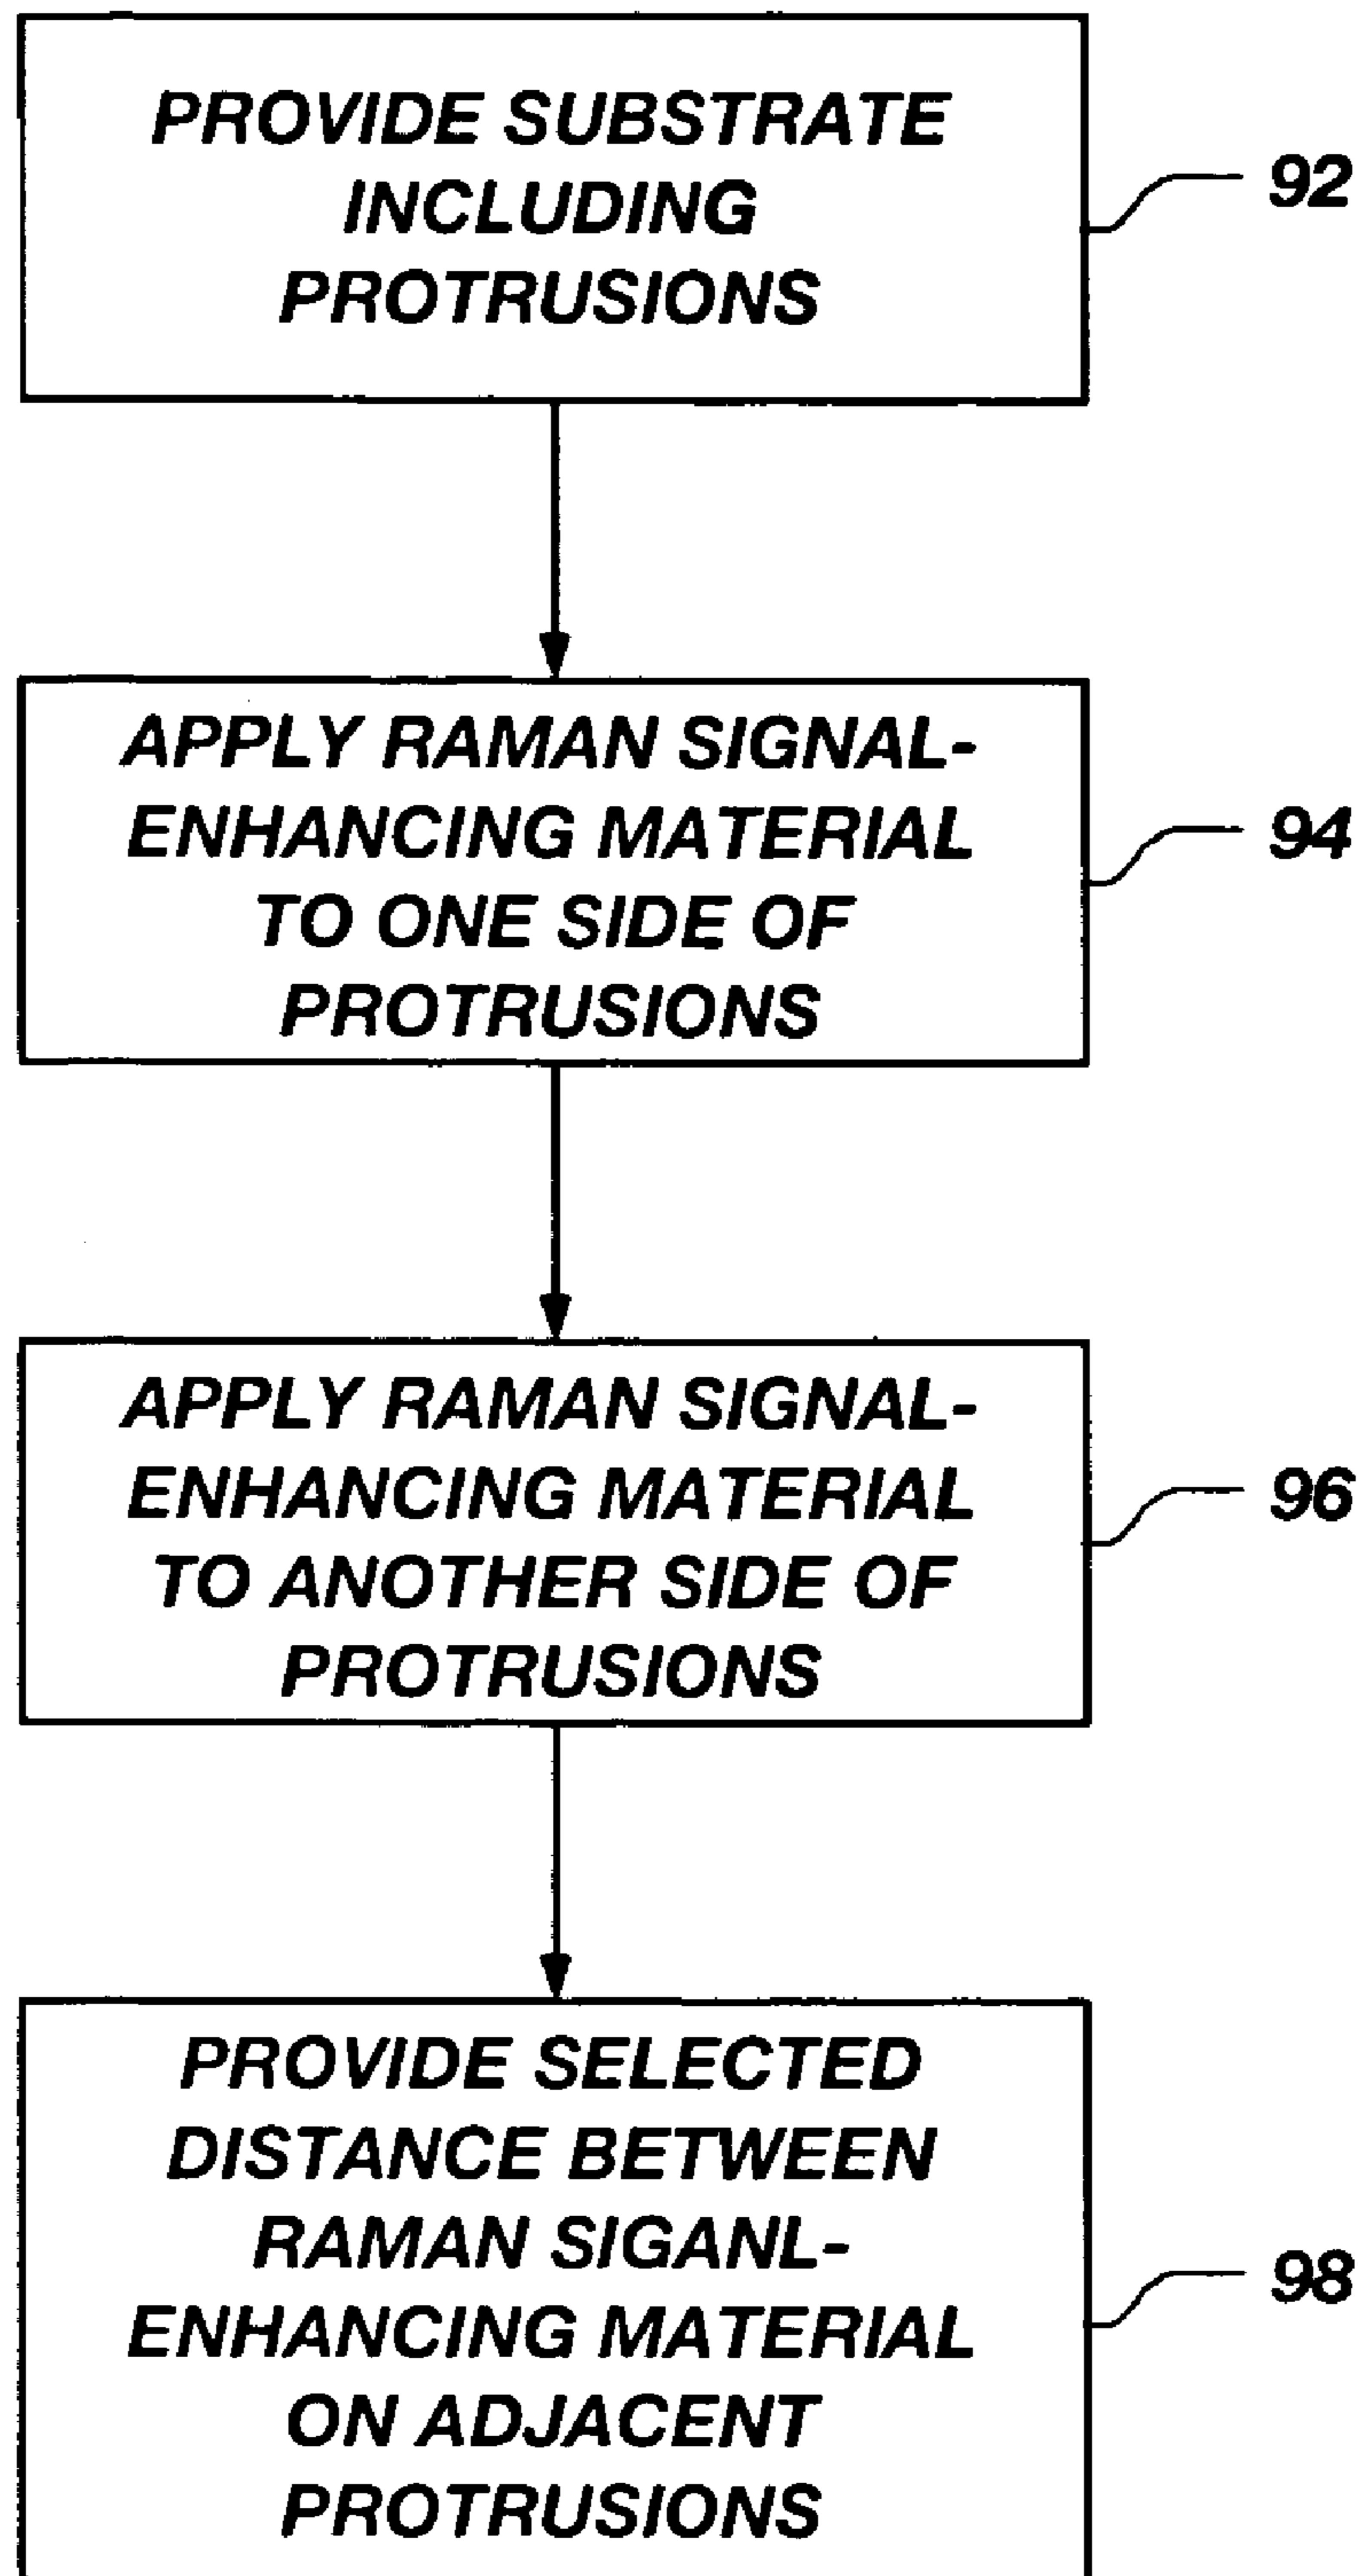 PROVIDE SUBSTRATE
INCLUDING
PROTRUSIONS
92
APPLY RAMAN SIGNAL-
ENHANCING MATERIAL
TO ONE SIDE OF
PROTRUSIONS
94
APPLY RAMAN SIGNAL-
ENHANCING MATERIAL
TO ANOTHER SIDE OF
PROTRUSIONS
96
PROVIDE SELECTED
DISTANCE BETWEEN
RAMAN SIGANL-
ENHANCING MATERIAL
ON ADJACENT
PROTRUSIONS
98